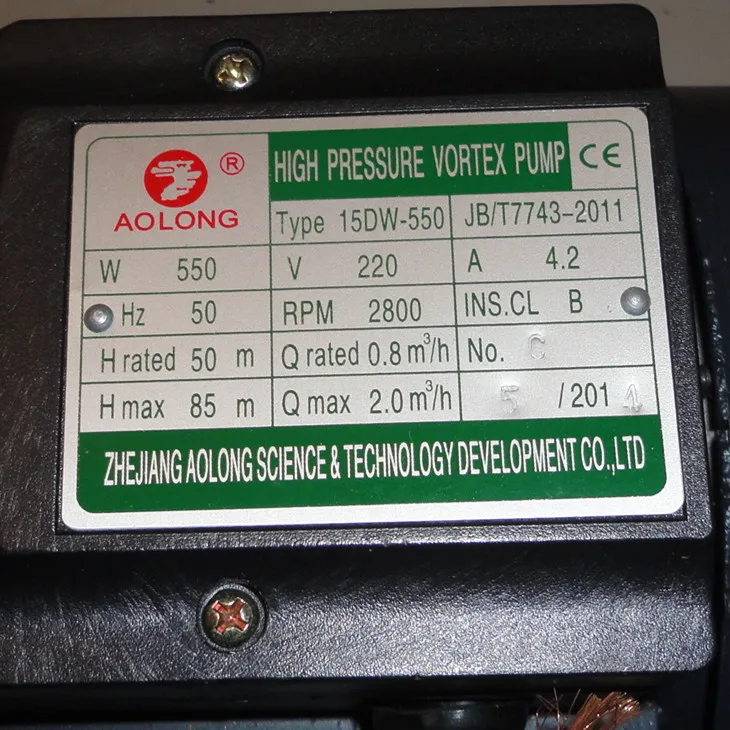 ® HIGH PRESSURE VORTEX PUMP CE
AOLONG Type 15DW-550 JB/T7743-2011
W 550 V 220 A 4.2
Hz 50 RPM 2800 INS.CL B
H rated 50 m Q rated 0.8 m³/h No. C
H max 85 m Q max 2.0 m³/h 5 /201
ZHEJIANG AOLONG SCIENCE & TECHNOLOGY DEVELOPMENT CO.,LTD